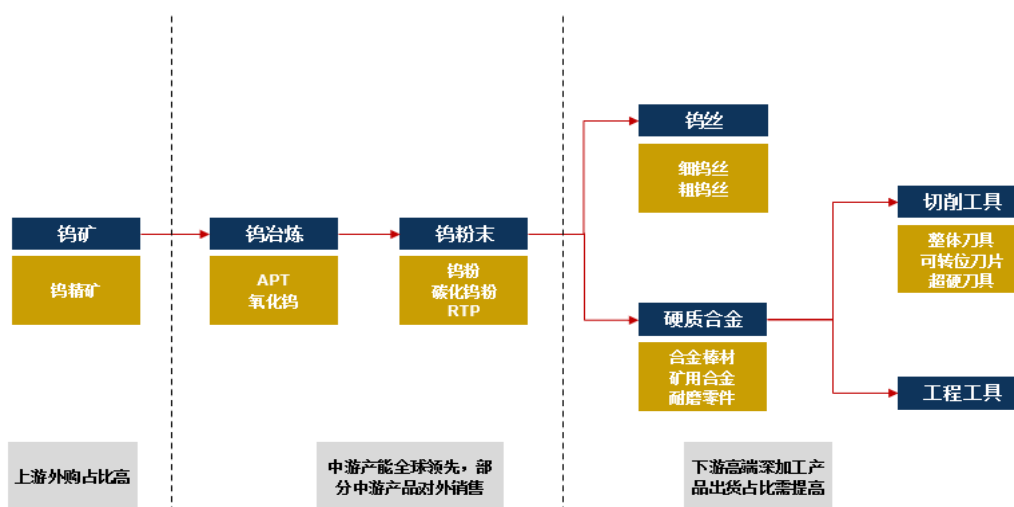 钨矿
钨精矿
上游外购占比高
钨冶炼
APT
氧化钨
钨粉末
钨粉
碳化钨粉
RTP
中游产能全球领先，部
分中游产品对外销售
钨丝
细钨丝
粗钨丝
硬质合金
合金棒材
矿用合金
耐磨零件
切削工具
整体刀具
可转位刀片
超硬刀具
工程工具
下游高端深加工产
品出货占比需提高